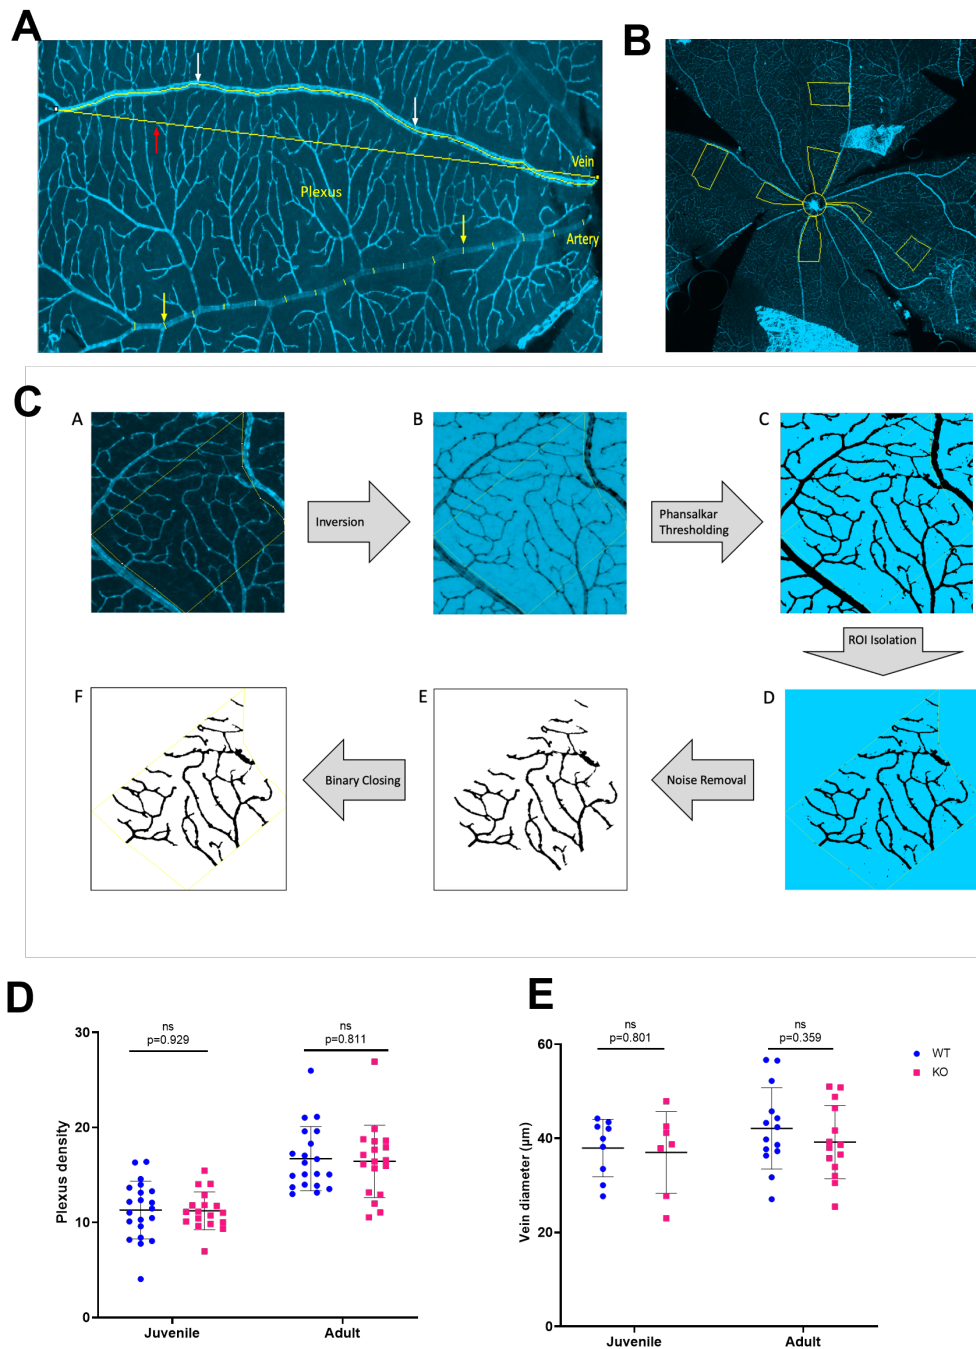 A
B
Vein
Plexus
Artery
C
A
B
C
Inversion
Phansalkar
Thresholding
ROI Isolation
F
E
D
Binary Closing
Noise Removal
D
E
ns
p=0.929
ns
p=0.811
30
20
10
0
Plexus density
Juvenile
Adult
ns
p=0.801
ns
p=0.359
60
40
20
0
Vein diameter (µm)
Juvenile
Adult
WT
KO